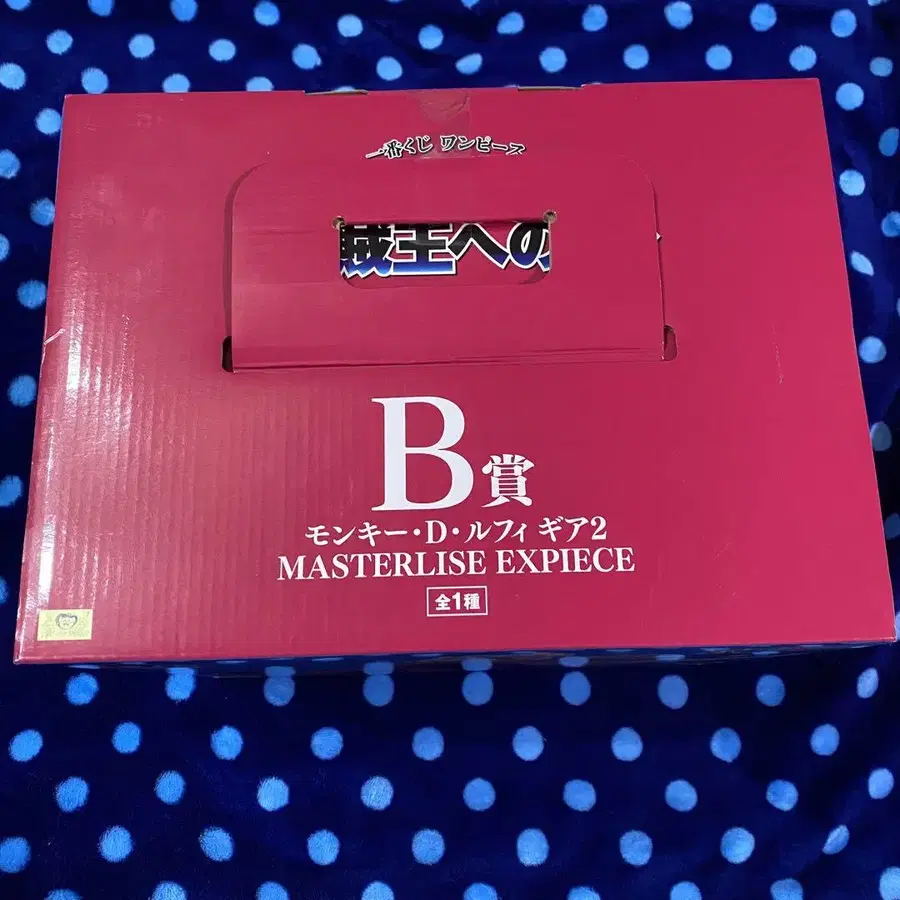 一番くじ ワンピース
賊王への
B賞
モンキー・D・ルフィ ギア2
MASTERLISE EXPIECE
全1種